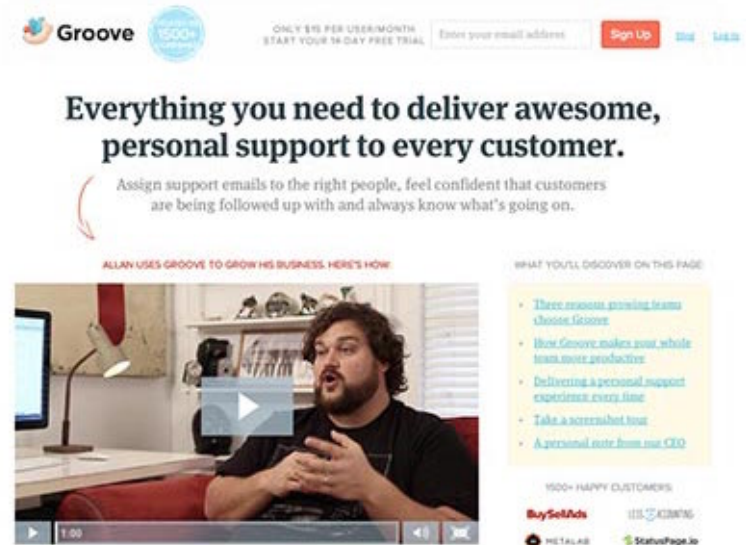 Groove
1500+
ONLY $15 PER USER/MONTH
START YOUR 14-DAY FREE TRIAL
Enter your email address
Sign Up
Blog
Log In
Everything you need to deliver awesome,
personal support to every customer.
Assign support emails to the right people, feel confident that customers
are being followed up with and always know what's going on.
ALLAN USES GROOVE TO GROW HIS BUSINESS. HERE'S HOW:
1:00
WHAT YOU'LL DISCOVER ON THIS PAGE:
Three reasons growing teams
choose Groove
How Groove makes your whole
team more productive
Delivering a personal support
experience every time
Take a screenshot tour
A personal note from our CEO
1500+ HAPPY CUSTOMERS:
BuySellAds
LESS ACCOUNTING
METALAB
StatusPage.io